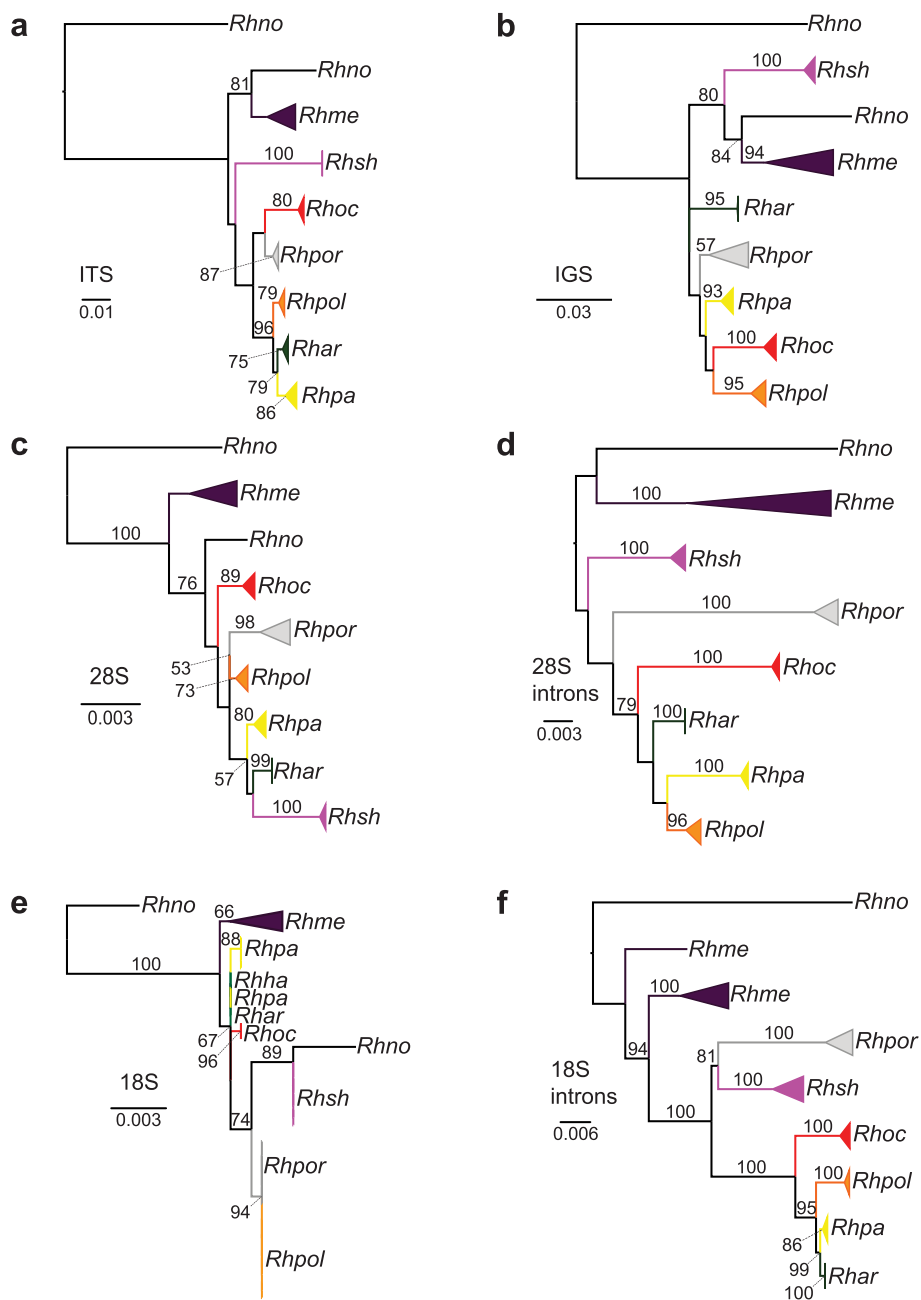 a
Rhno
Rhno
81
Rhme
100
Rhsh
80
Rhoc
Rhpor
87
ITS
0.01
79
Rhpol
96
Rhar
75
79
Rhpa
86
b
Rhno
100
Rhsh
80
Rhno
84
94
Rhme
95
Rhar
57
Rhpor
IGS
0.03
93
Rhpa
100
Rhoc
95
Rhpol
c
Rhno
Rhme
100
Rhno
76
89
Rhoc
98
Rhpor
53
28S
0.003
73
Rhpol
80
Rhpa
57
99
Rhar
100
Rhsh
d
Rhno
100
Rhme
100
Rhsh
100
Rhpor
28S
introns
0.003
100
Rhoc
79
100
Rhar
100
Rhpa
96
Rhpol
e
Rhno
66
Rhme
88
Rhpa
100
Rhha
Rhpa
Rhar
67
Rhoc
96
89
Rhno
18S
0.003
Rhsh
74
Rhpor
94
Rhpol
f
Rhno
Rhme
100
Rhme
94
100
Rhpor
81
18S
introns
0.006
100
Rhsh
100
100
Rhoc
100
100
Rhpol
95
Rhpa
86
99
Rhar
100